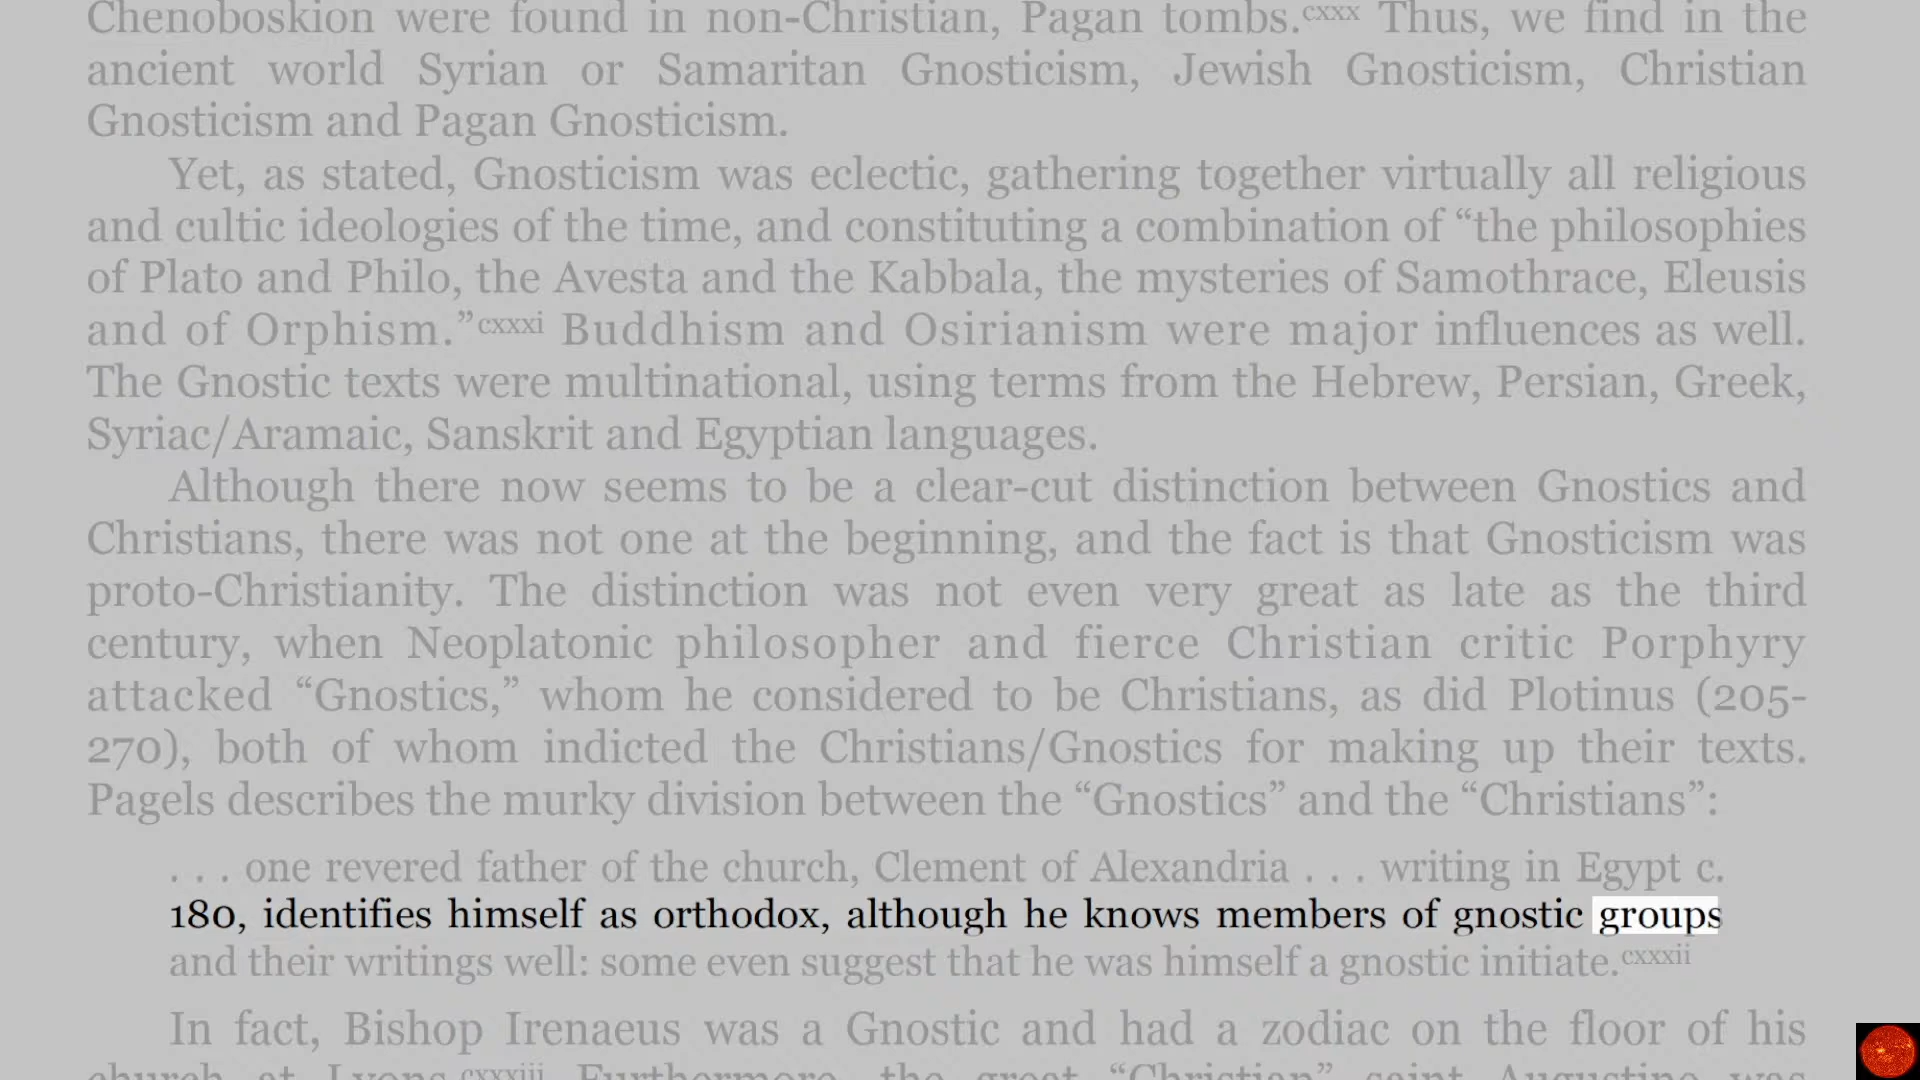 Chenoboskion were found in non-Christian, Pagan tombs.cxxx Thus, we find in the
ancient world Syrian or Samaritan Gnosticism, Jewish Gnosticism, Christian
Gnosticism and Pagan Gnosticism.
Yet, as stated, Gnosticism was eclectic, gathering together virtually all religious
and cultic ideologies of the time, and constituting a combination of “the philosophies
of Plato and Philo, the Avesta and the Kabbala, the mysteries of Samothrace, Eleusis
and of Orphism.”cxxxi Buddhism and Osirianism were major influences as well.
The Gnostic texts were multinational, using terms from the Hebrew, Persian, Greek,
Syriac/Aramaic, Sanskrit and Egyptian languages.
Although there now seems to be a clear-cut distinction between Gnostics and
Christians, there was not one at the beginning, and the fact is that Gnosticism was
proto-Christianity. The distinction was not even very great as late as the third
century, when Neoplatonic philosopher and fierce Christian critic Porphyry
attacked “Gnostics,” whom he considered to be Christians, as did Plotinus (205-
270), both of whom indicted the Christians/Gnostics for making up their texts.
Pagels describes the murky division between the “Gnostics” and the “Christians”:
. . . one revered father of the church, Clement of Alexandria . . . writing in Egypt c.
180, identifies himself as orthodox, although he knows members of gnostic groups
and their writings well: some even suggest that he was himself a gnostic initiate.cxxxii
In fact, Bishop Irenaeus was a Gnostic and had a zodiac on the floor of his
church at Lyons.cxxxiii Furthermore, the great “Christian” saint Augustine was